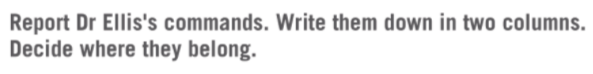 Report Dr Ellis's commands. Write them down in two columns.
Decide where they belong.